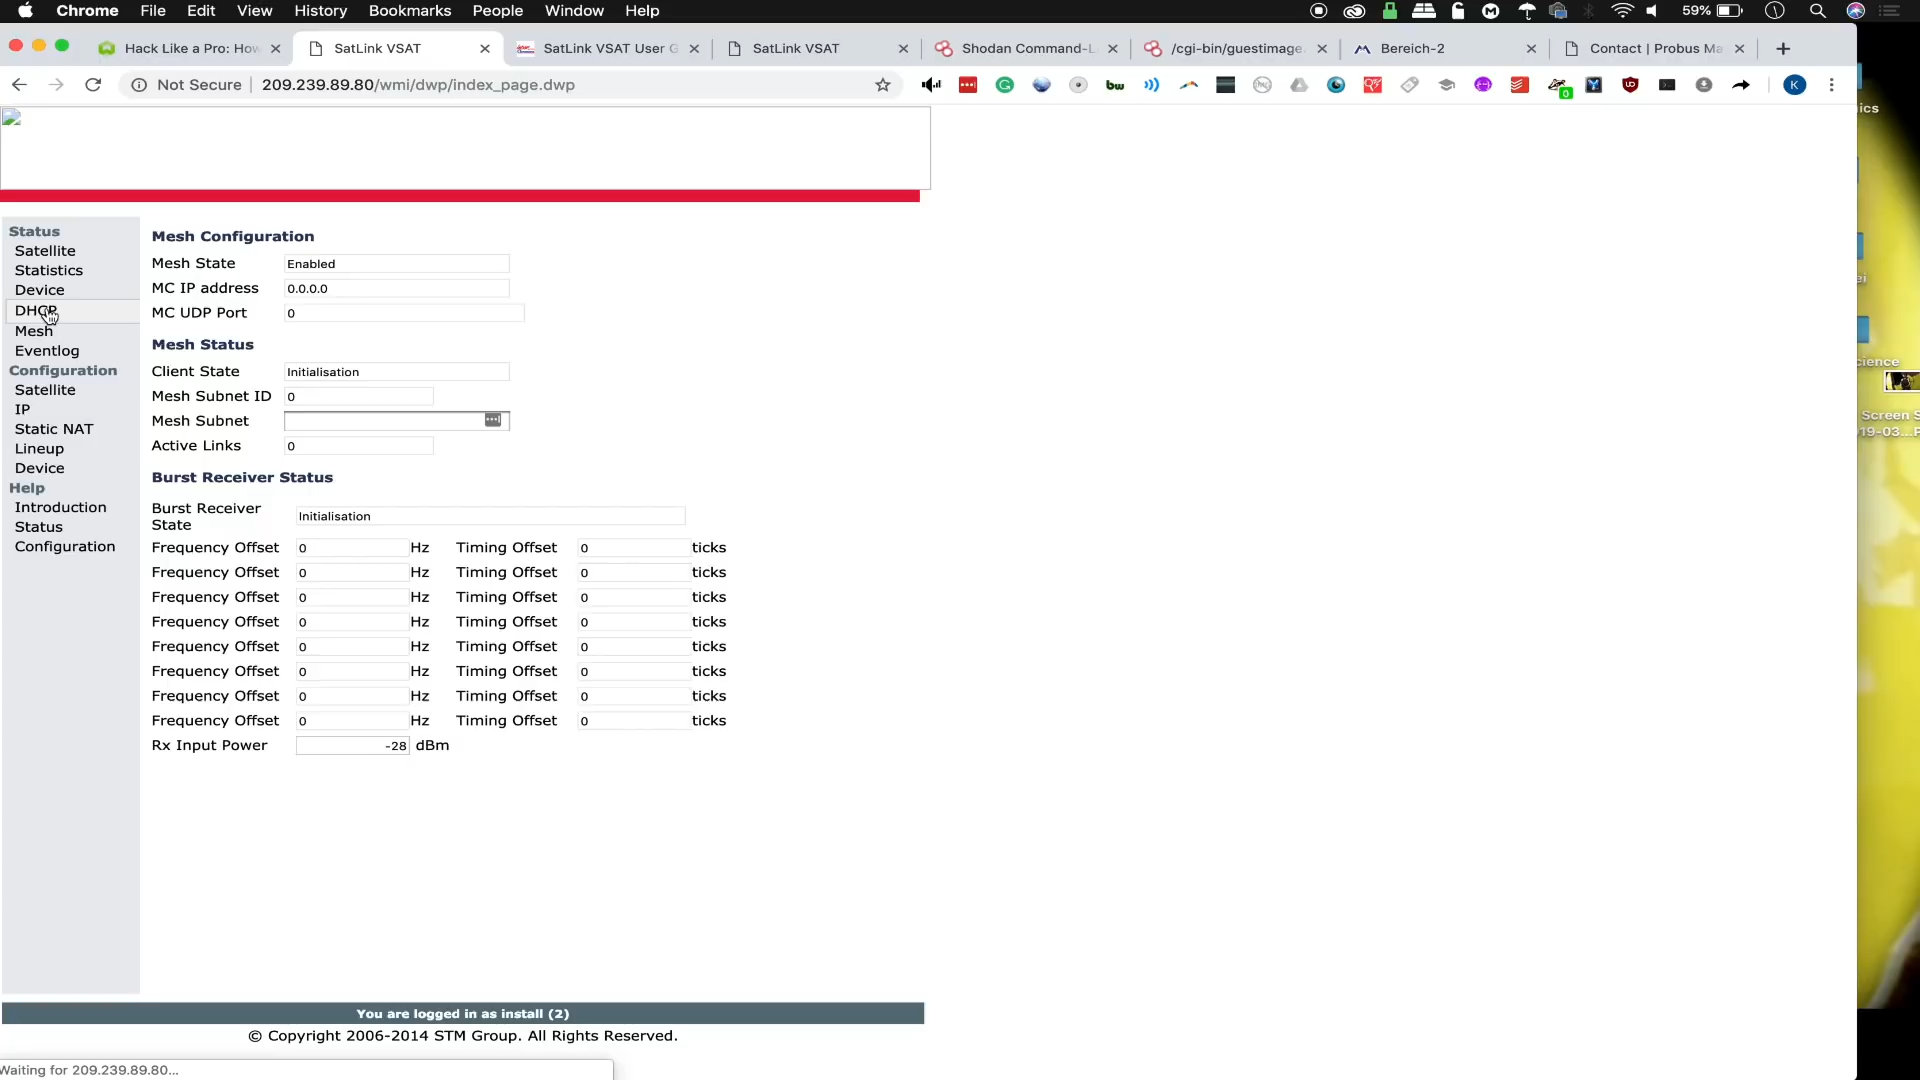 Chrome File Edit View History Bookmarks People Window Help 59%
Hack Like a Pro: How SatLink VSAT SatLink VSAT User G SatLink VSAT Shodan Command-L /cgi-bin/guestimage. Bereich-2 Contact | Probus Ma
Not Secure 209.239.89.80/wmi/dwp/index_page.dwp bw 0 K
ics
Status
Satellite
Statistics
Device
DHCP
Mesh
Eventlog
Configuration
Satellite
IP
Static NAT
Lineup
Device
Help
Introduction
Status
Configuration
Mesh Configuration
Mesh State Enabled
MC IP address 0.0.0.0
MC UDP Port 0
Mesh Status
Client State Initialisation
Mesh Subnet ID 0
Mesh Subnet
Active Links 0
Burst Receiver Status
Burst Receiver State Initialisation
Frequency Offset 0 Hz Timing Offset 0 ticks
Frequency Offset 0 Hz Timing Offset 0 ticks
Frequency Offset 0 Hz Timing Offset 0 ticks
Frequency Offset 0 Hz Timing Offset 0 ticks
Frequency Offset 0 Hz Timing Offset 0 ticks
Frequency Offset 0 Hz Timing Offset 0 ticks
Frequency Offset 0 Hz Timing Offset 0 ticks
Frequency Offset 0 Hz Timing Offset 0 ticks
Rx Input Power -28 dBm
ei
cience
Screen S
19-03...P
You are logged in as install (2)
© Copyright 2006-2014 STM Group. All Rights Reserved.
Waiting for 209.239.89.80...